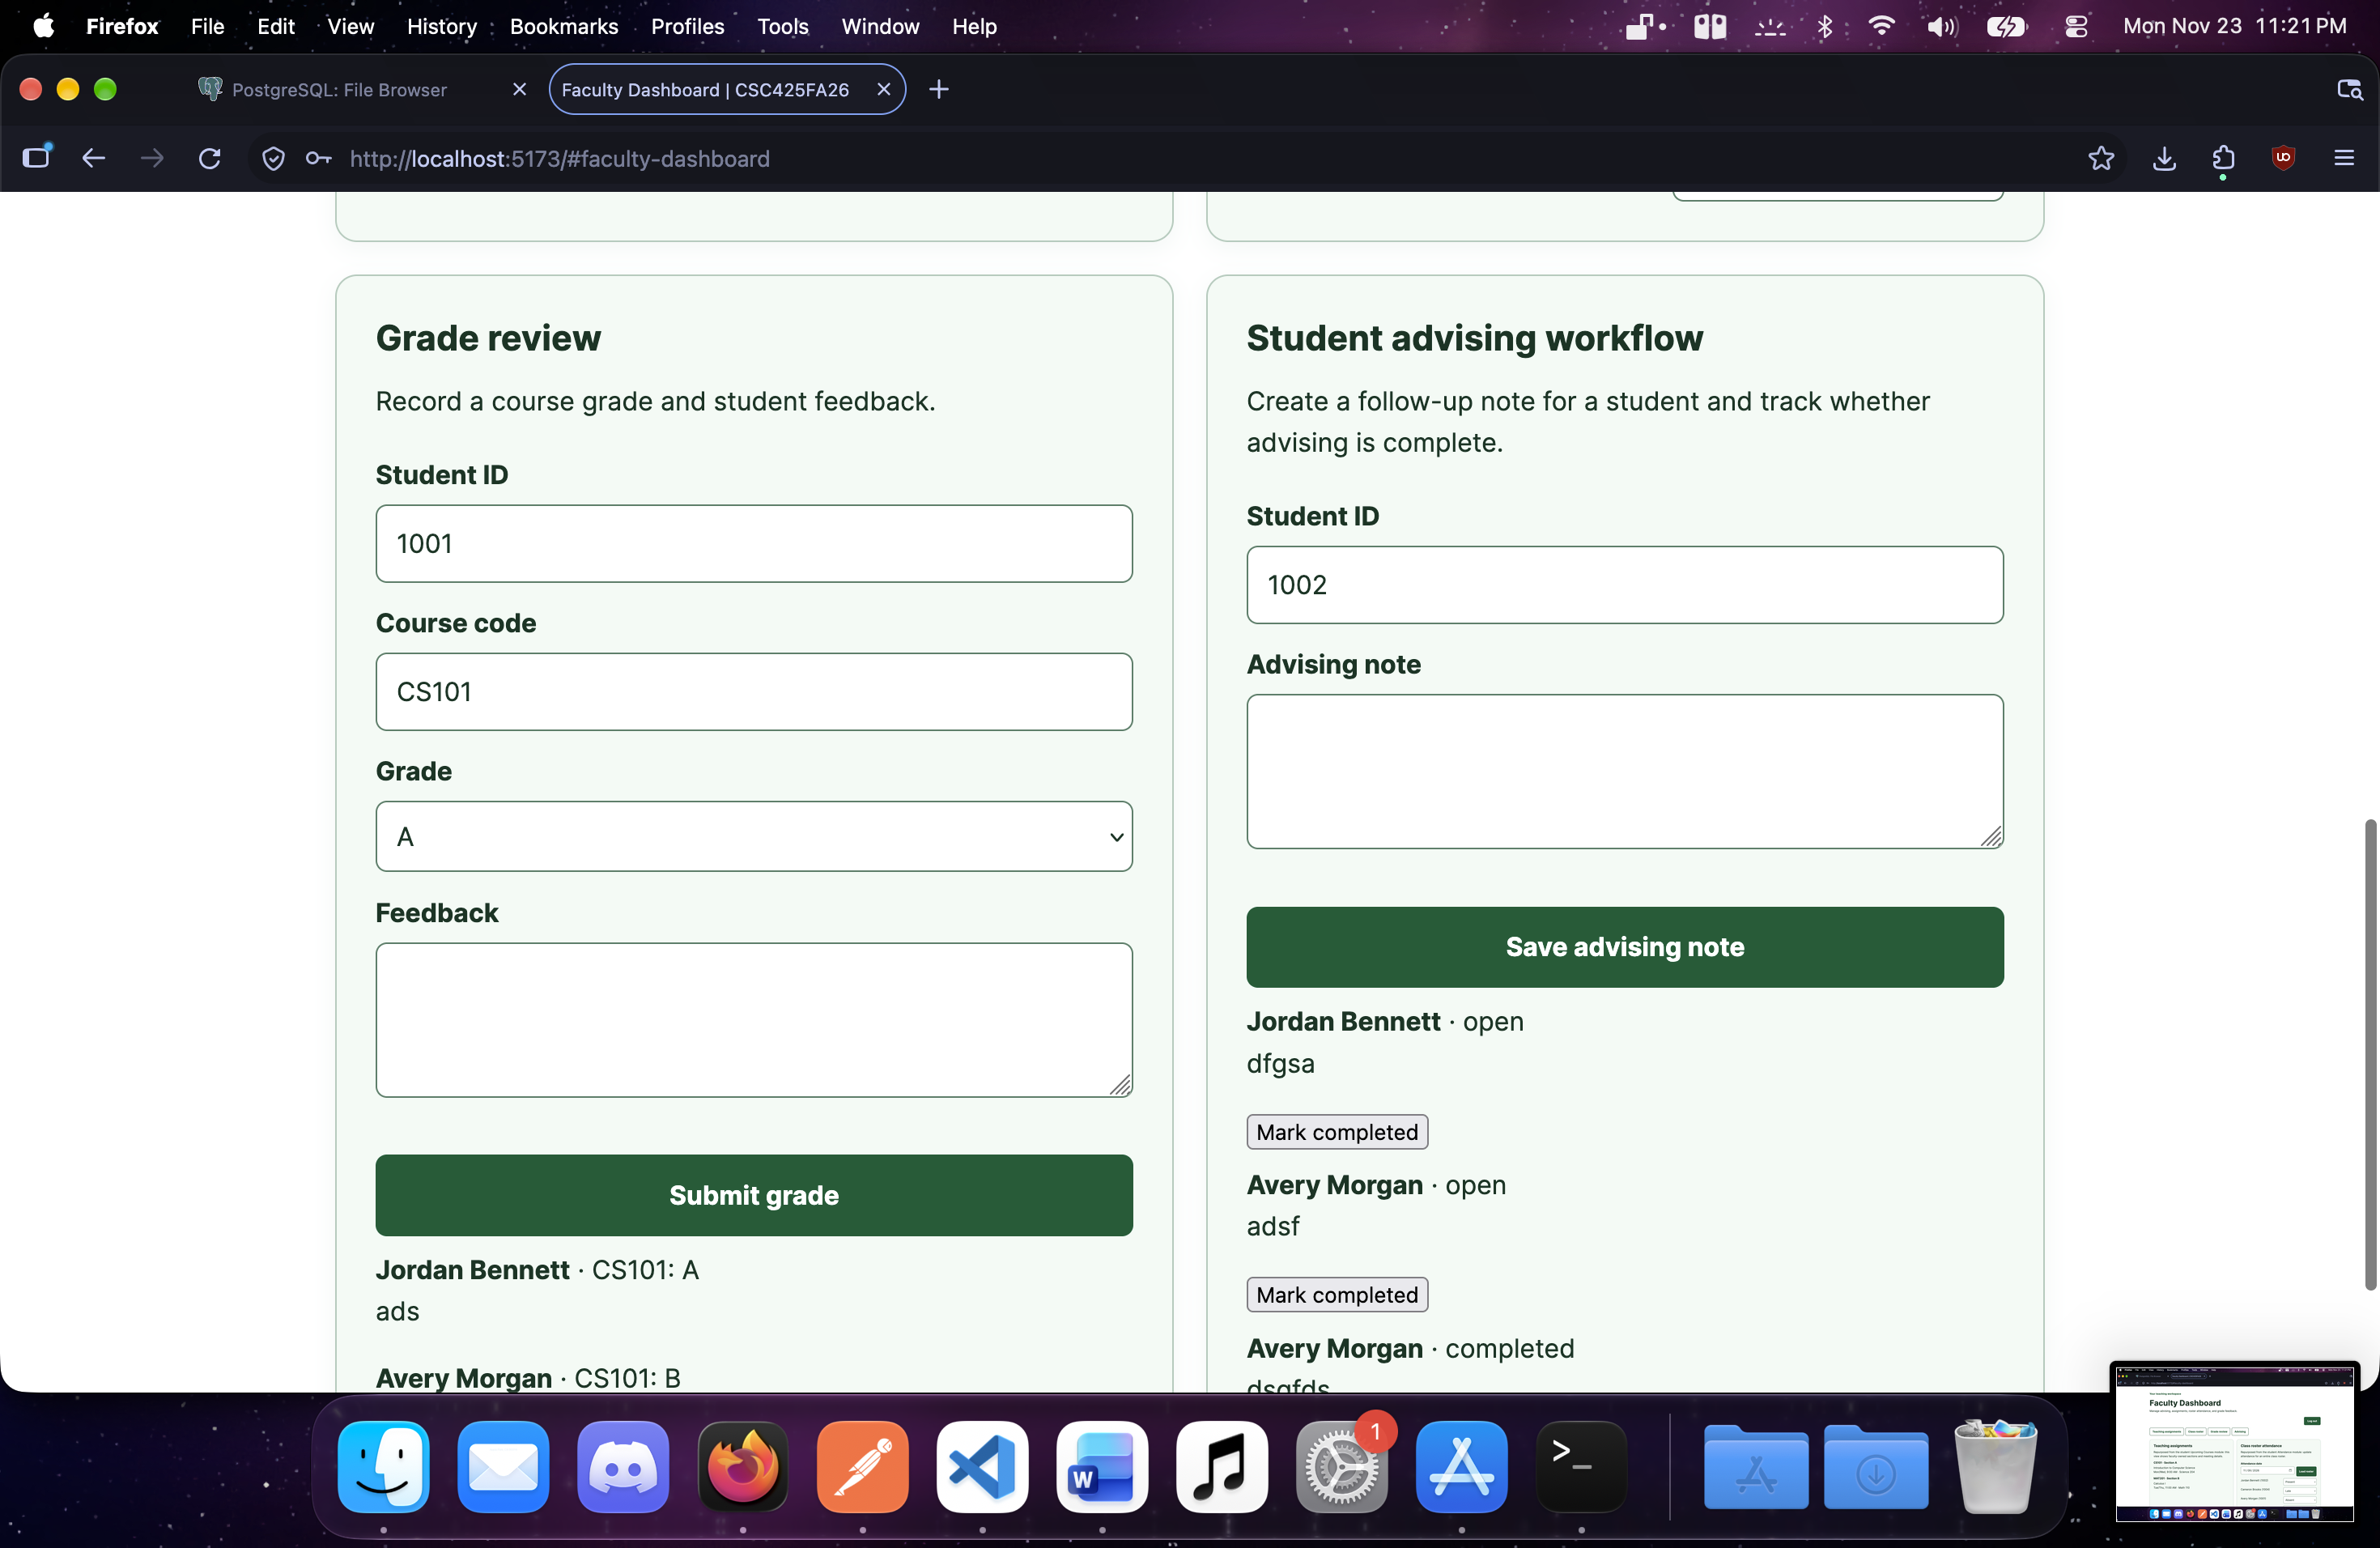 Firefox File Edit View History Bookmarks Profiles Tools Window Help Mon Nov 23 11:21 PM
PostgreSQL: File Browser
Faculty Dashboard | CSC425FA26
http://localhost:5173/#faculty-dashboard
Grade review
Record a course grade and student feedback.
Student ID
1001
Course code
CS101
Grade
A
Feedback
Submit grade
Jordan Bennett · CS101: A
ads
Avery Morgan · CS101: B
Student advising workflow
Create a follow-up note for a student and track whether
advising is complete.
Student ID
1002
Advising note
Save advising note
Jordan Bennett · open
dfgsa
Mark completed
Avery Morgan · open
adsf
Mark completed
Avery Morgan · completed
dsgfds
W
1
Faculty Dashboard